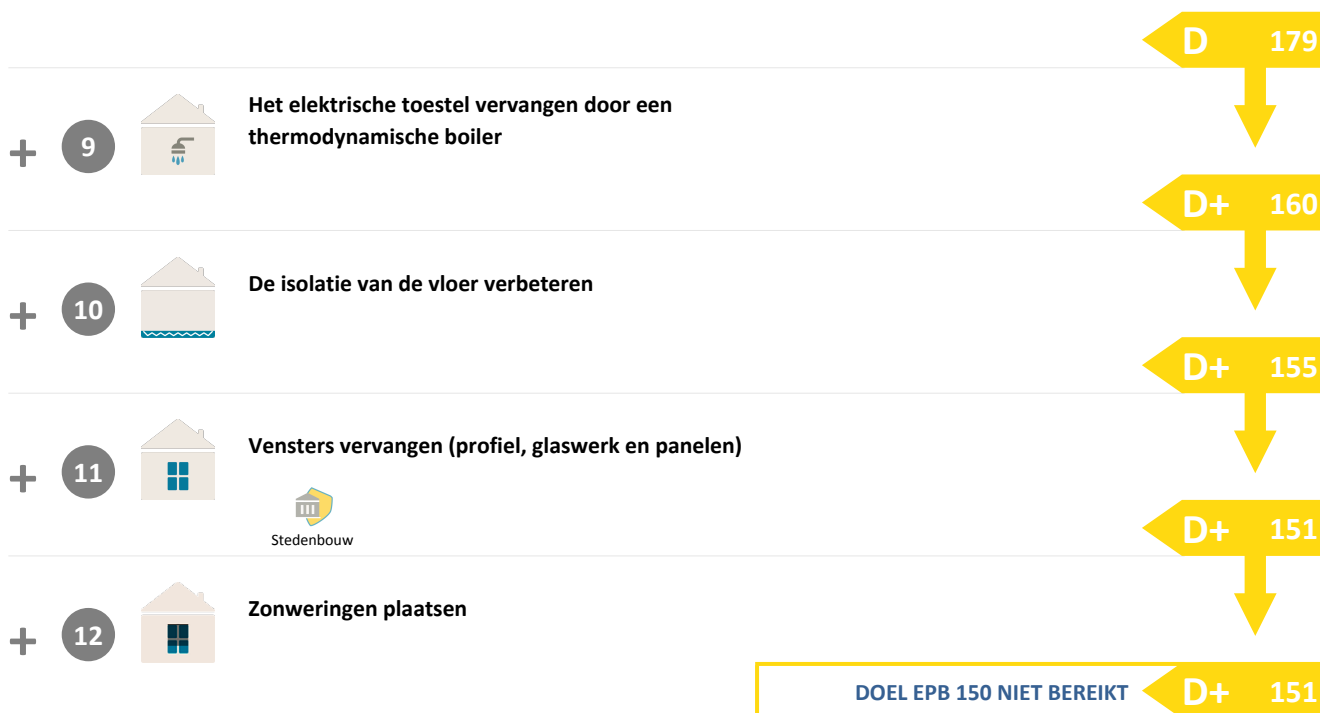 D 179
Het elektrische toestel vervangen door een
thermodynamische boiler
+ 9
D+ 160
De isolatie van de vloer verbeteren
+ 10
D+ 155
Vensters vervangen (profiel, glaswerk en panelen)
+ 11
Stedenbouw
D+ 151
Zonweringen plaatsen
+ 12
DOEL EPB 150 NIET BEREIKT D+ 151